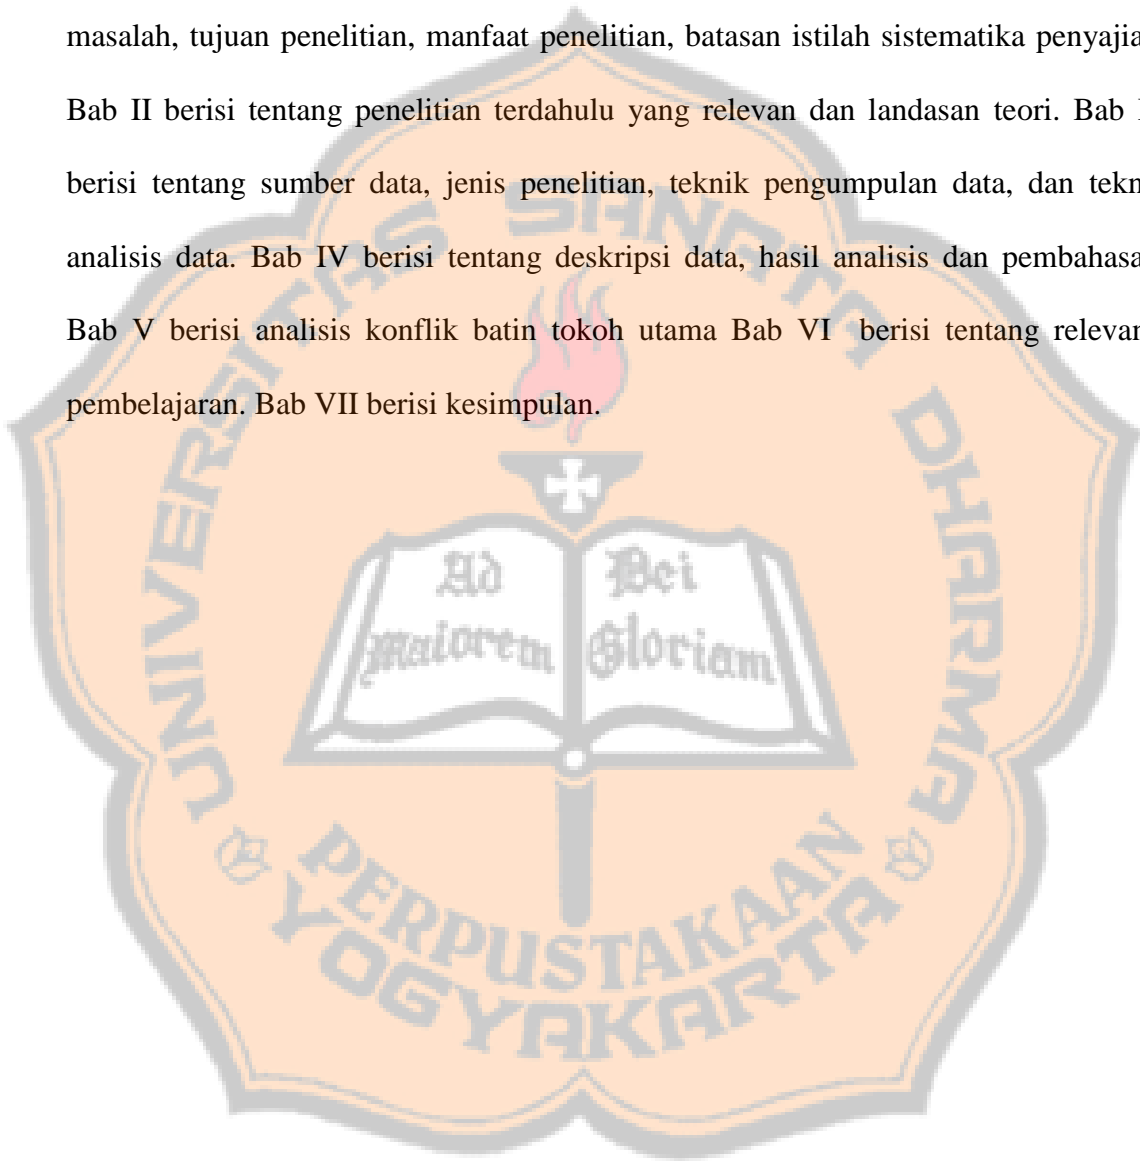 masalah, tujuan penelitian, manfaat penelitian, batasan istilah sistematika penyajia
Bab II berisi tentang penelitian terdahulu yang relevan dan landasan teori. Bab
berisi tentang sumber data, jenis penelitian, teknik pengumpulan data, dan tekn
analisis data. Bab IV berisi tentang deskripsi data, hasil analisis dan pembahasa
Bab V berisi analisis konflik batin tokoh utama Bab VI berisi tentang relevan
pembelajaran. Bab VII berisi kesimpulan.
UNIVERSITAS SANATA DHARMA
Ad Dei
maiorem Gloriam
PERPUSTAKAAN
YOGYAKARTA